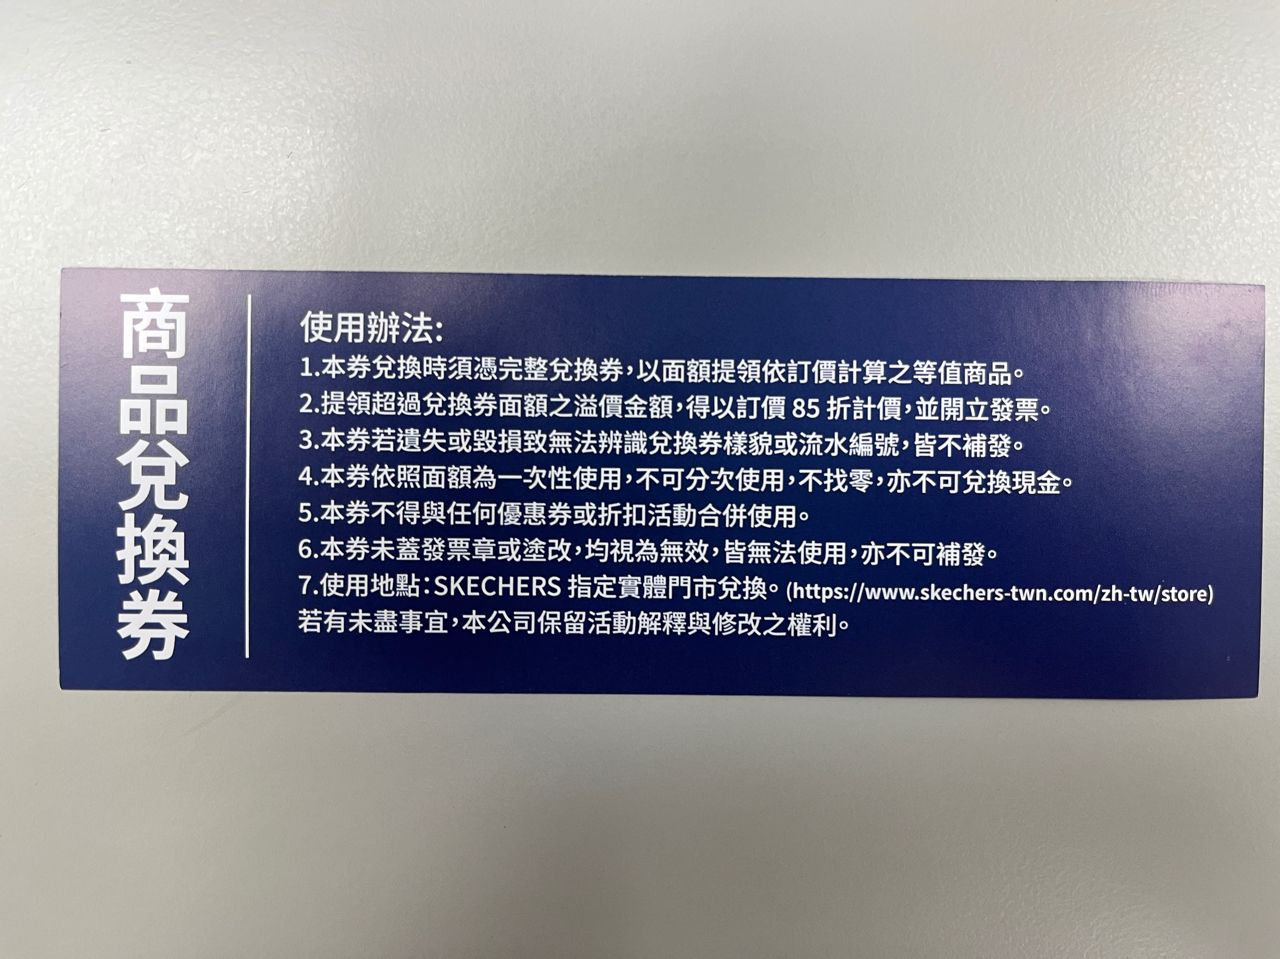 商品兌換券
使用辦法:
1.本券兌換時須憑完整兌換券，以面額提領依訂價計算之等值商品。
2.提領超過兌換券面額之溢價金額，得以訂價 85 折計價，並開立發票。
3.本券若遺失或毀損致無法辨識兌換券樣貌或流水編號，皆不補發。
4.本券依照面額為一次性使用，不可分次使用，不找零，亦不可兌換現金。
5.本券不得與任何優惠券或折扣活動合併使用。
6.本券未蓋發票章或塗改，均視為無效，皆無法使用，亦不可補發。
7.使用地點：SKECHERS 指定實體門市兌換。(https://www.skechers-twn.com/zh-tw/store)
若有未盡事宜，本公司保留活動解釋與修改之權利。